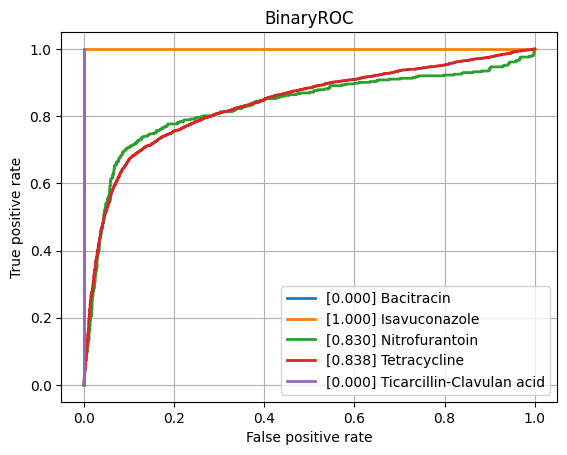 BinaryROC
True positive rate
1.0
0.8
0.6
0.4
0.2
0.0
[0.000] Bacitracin
[1.000] Isavuconazole
[0.830] Nitrofurantoin
[0.838] Tetracycline
[0.000] Ticarcillin-Clavulan acid
0.0 0.2 0.4 0.6 0.8 1.0
False positive rate